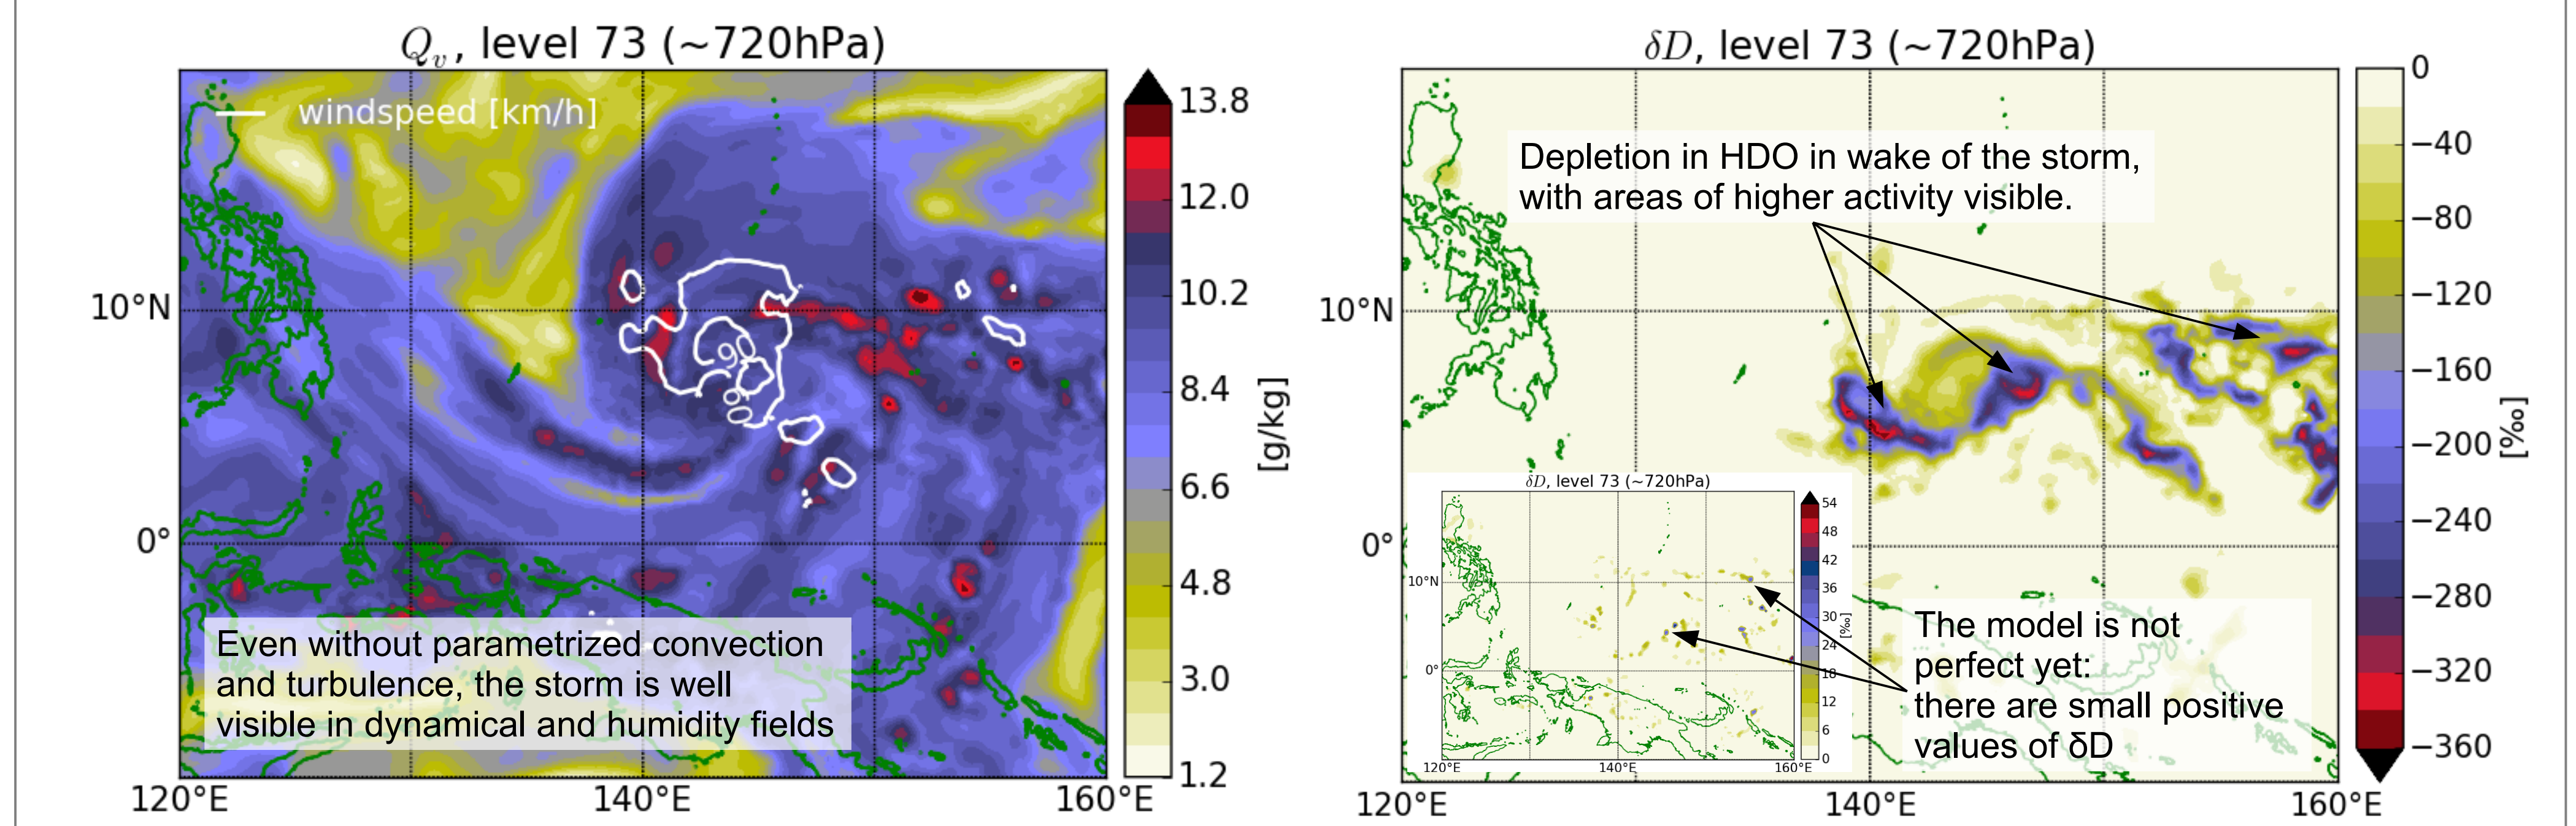 Q_v, level 73 (~720hPa)
windspeed [km/h]
90
90
10°N
0°
120°E
140°E
160°E
Even without parametrized convection
and turbulence, the storm is well
visible in dynamical and humidity fields
13.8
12.0
10.2
8.4
6.6
4.8
3.0
1.2
[g/kg]
δD, level 73 (~720hPa)
Depletion in HDO in wake of the storm,
with areas of higher activity visible.
10°N
0°
120°E
140°E
160°E
δD, level 73 (~720hPa)
10°N
0°
120°E
140°E
160°E
54
48
42
36
30
24
18
12
6
0
[‰]
The model is not
perfect yet:
there are small positive
values of δD
0
−40
−80
−120
−160
−200
−240
−280
−320
−360
[‰]